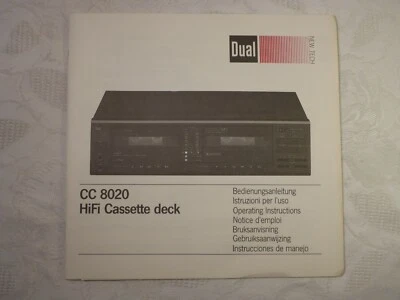 Dual
NEW TECH
CC 8020
HiFi Cassette deck
Bedienungsanleitung
Istruzioni per l'uso
Operating Instructions
Notice d'emploi
Bruksanvisning
Gebruiksaanwijzing
Instrucciones de manejo